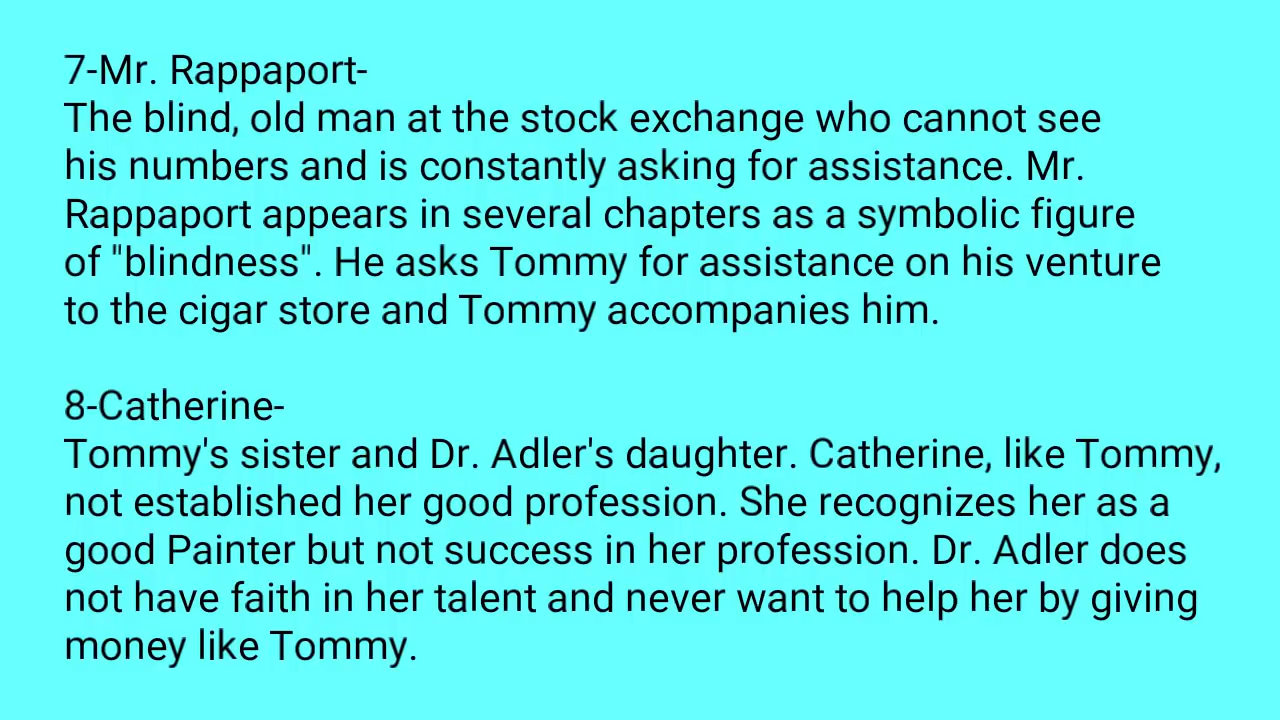 7-Mr. Rappaport-
The blind, old man at the stock exchange who cannot see
his numbers and is constantly asking for assistance. Mr.
Rappaport appears in several chapters as a symbolic figure
of "blindness". He asks Tommy for assistance on his venture
to the cigar store and Tommy accompanies him.
8-Catherine-
Tommy's sister and Dr. Adler's daughter. Catherine, like Tommy,
not established her good profession. She recognizes her as a
good Painter but not success in her profession. Dr. Adler does
not have faith in her talent and never want to help her by giving
money like Tommy.